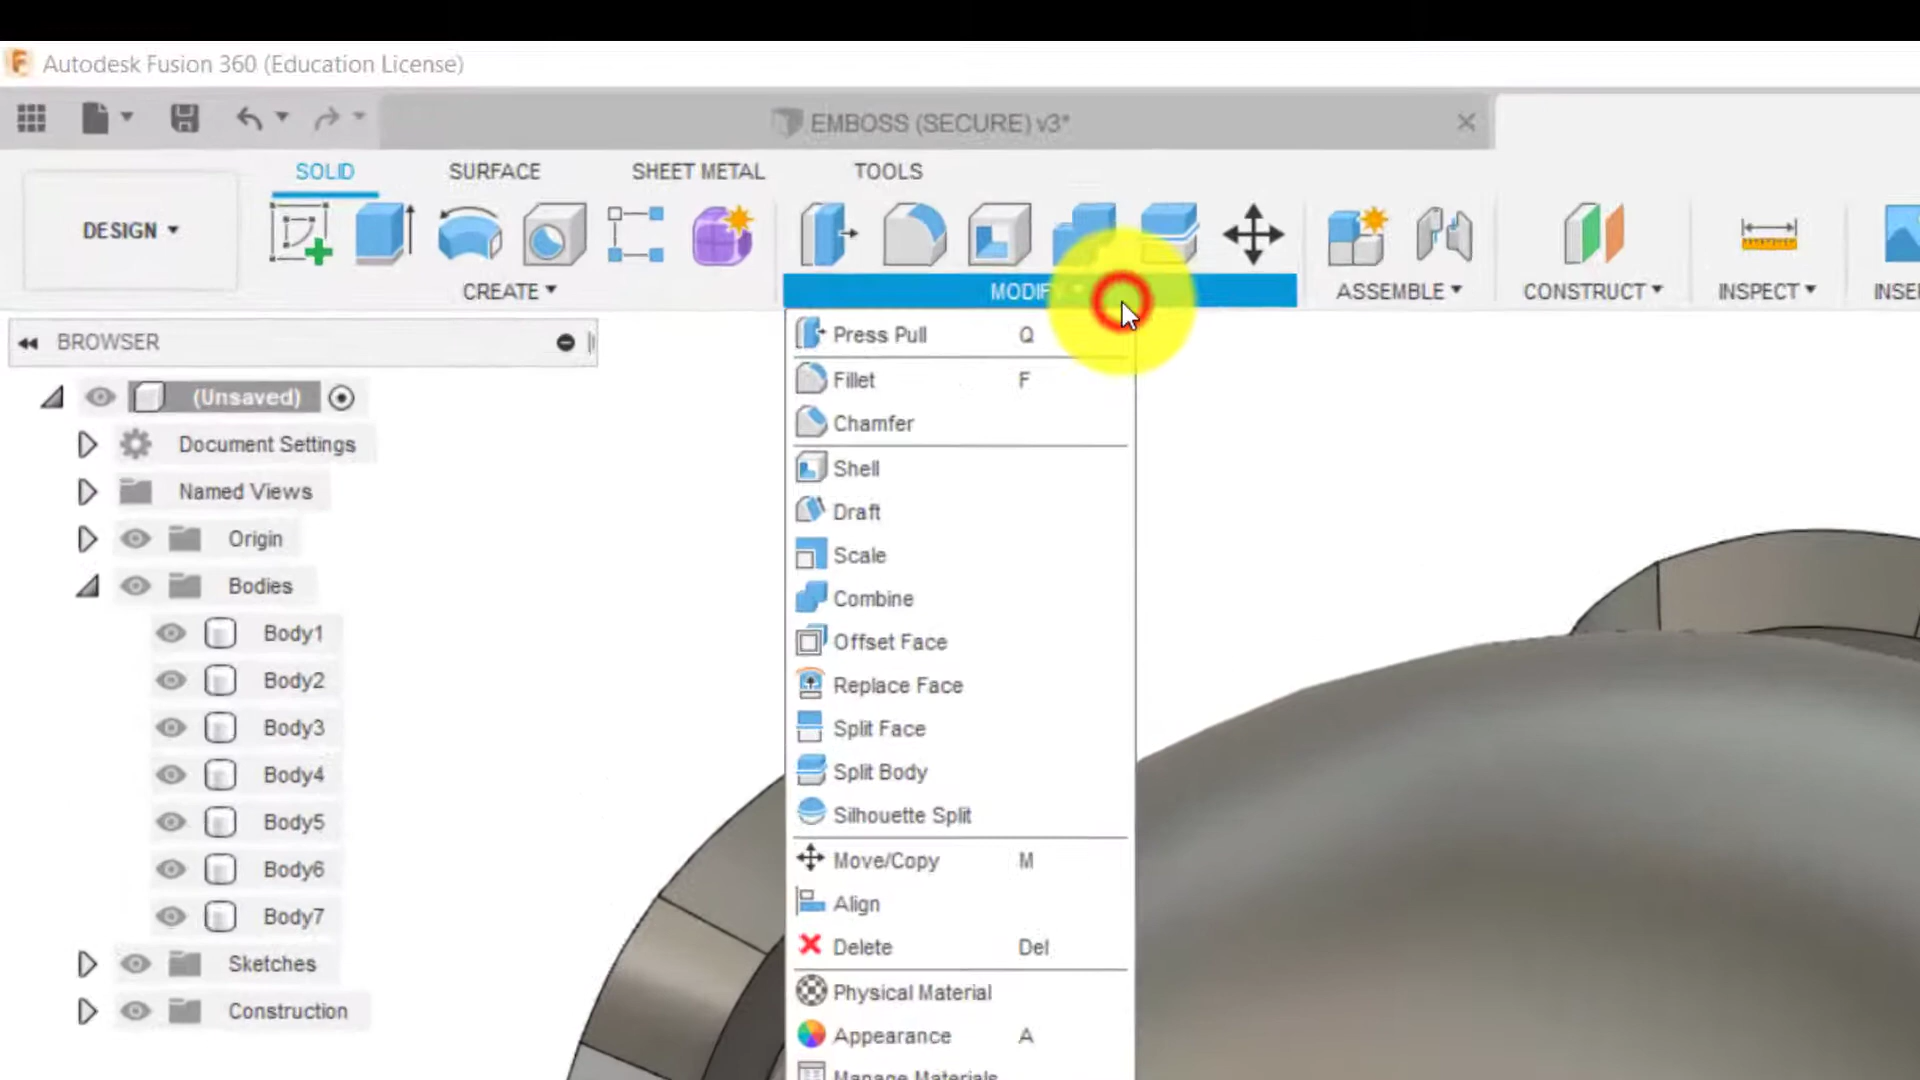 Autodesk Fusion 360 (Education License)
EMBOSS (SECURE) v3*
SOLID SURFACE SHEET METAL TOOLS
DESIGN
CREATE MODIFY ASSEMBLE CONSTRUCT INSPECT
BROWSER
(Unsaved)
Document Settings
Named Views
Origin
Bodies
Body1
Body2
Body3
Body4
Body5
Body6
Body7
Sketches
Construction
Press Pull Q
Fillet F
Chamfer
Shell
Draft
Scale
Combine
Offset Face
Replace Face
Split Face
Split Body
Silhouette Split
Move/Copy M
Align
Delete Del
Physical Material
Appearance A
Manage Materials